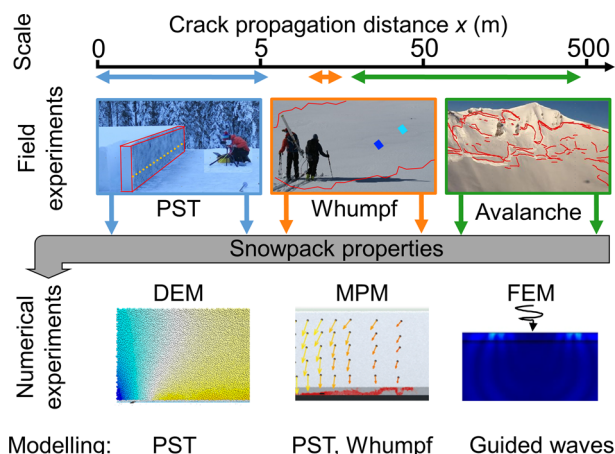 Scale
Crack propagation distance x (m)
0 5 50 500
Field
experiments
PST Whumpf Avalanche
Snowpack properties
Numerical
experiments
DEM MPM FEM
Modelling: PST PST, Whumpf Guided waves